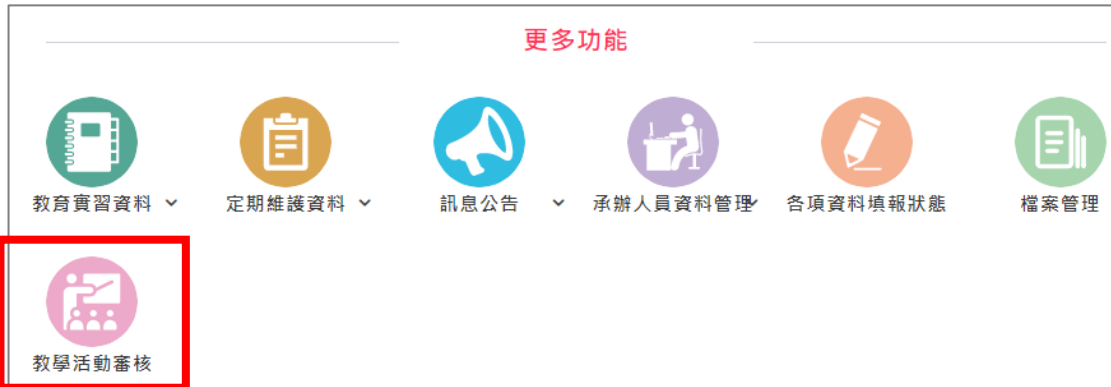 更多功能
教育實習資料
定期維護資料
訊息公告
承辦人員資料管理
各項資料填報狀態
檔案管理
教學活動審核